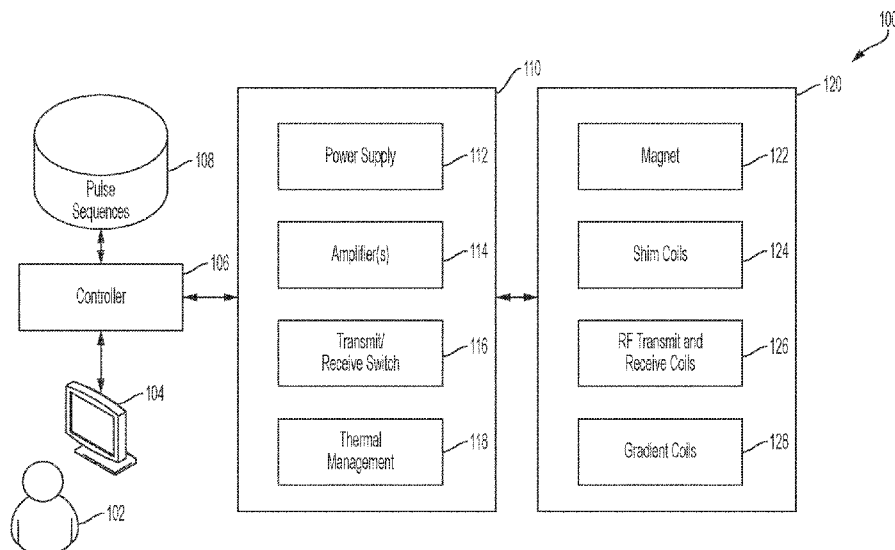 100
110
120
Power Supply
112
Magnet
122
108
Pulse
Sequences
Amplifier(s)
114
Shim Coils
124
106
Controller
Transmit/
Receive Switch
116
RF Transmit and
Receive Coils
126
104
Thermal
Management
118
Gradient Coils
128
102